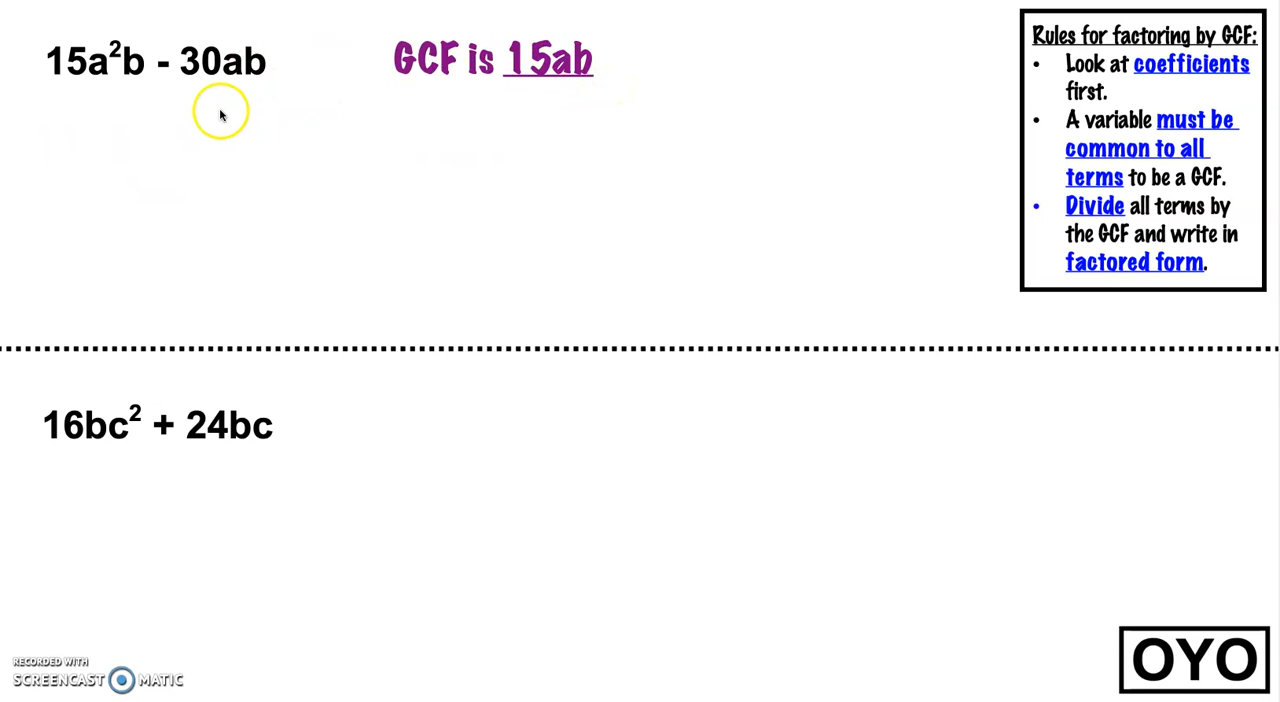 15a²b - 30ab
GCF is 15ab
Rules for factoring by GCF:
• Look at coefficients
first.
• A variable must be
common to all
terms to be a GCF.
• Divide all terms by
the GCF and write in
factored form.
16bc² + 24bc
OYO
RECORDED WITH
SCREENCAST MATIC